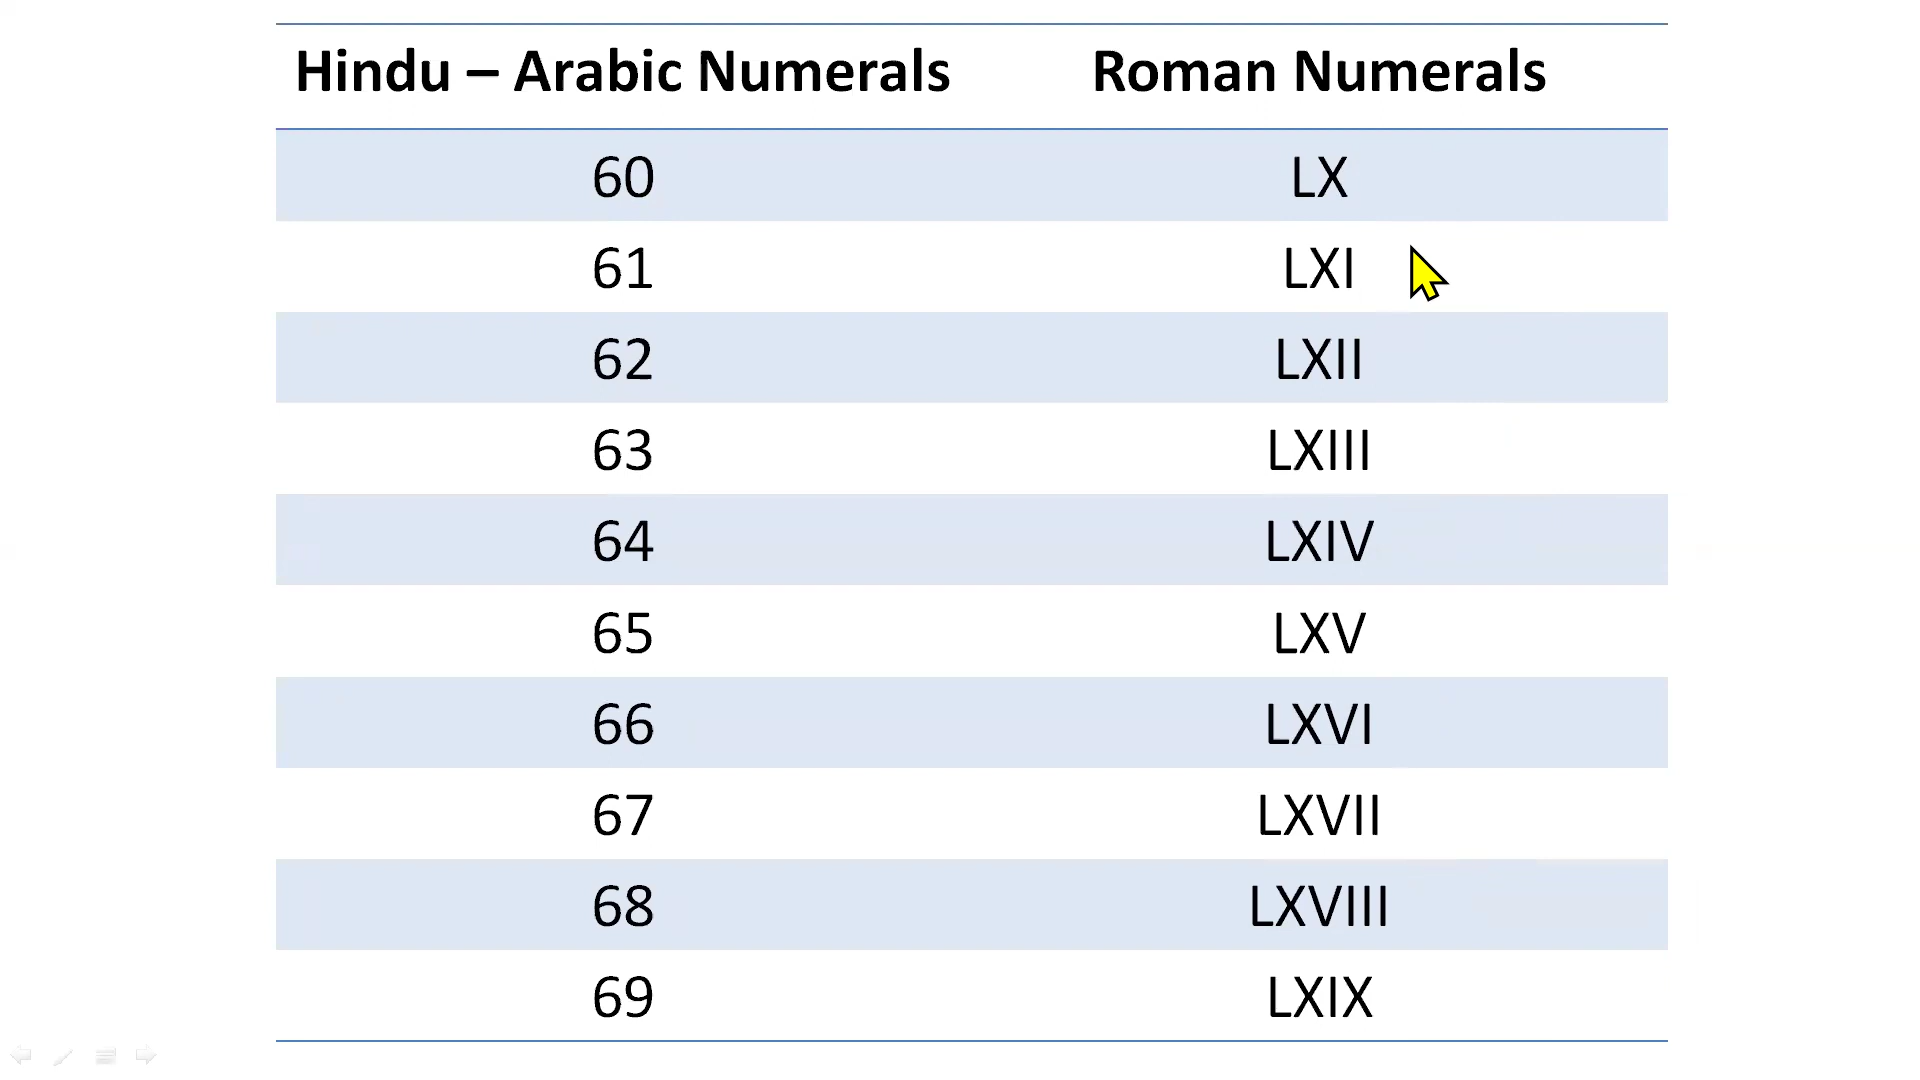 Hindu – Arabic Numerals Roman Numerals
60 LX
61 LXI
62 LXII
63 LXIII
64 LXIV
65 LXV
66 LXVI
67 LXVII
68 LXVIII
69 LXIX